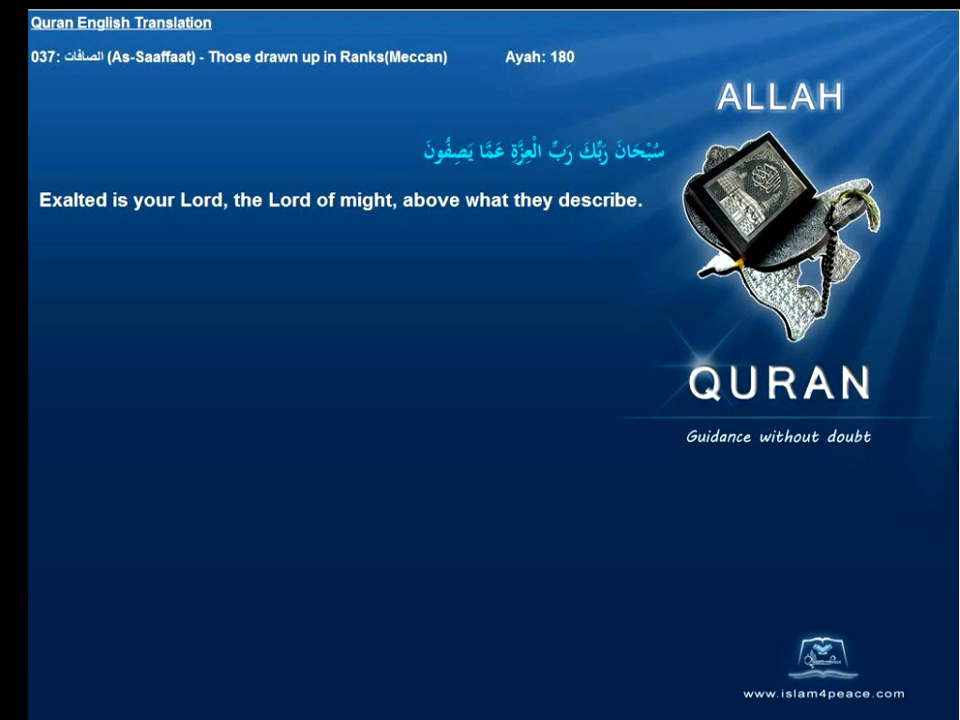 Quran English Translation
037: الصافات (As-Saaffaat) - Those drawn up in Ranks(Meccan) Ayah: 180
ALLAH
سُبْحَانَ رَبِّكَ رَبِّ الْعِزَّةِ عَمَّا يَصِفُونَ
Exalted is your Lord, the Lord of might, above what they describe.
QURAN
Guidance without doubt
www.islam4peace.com